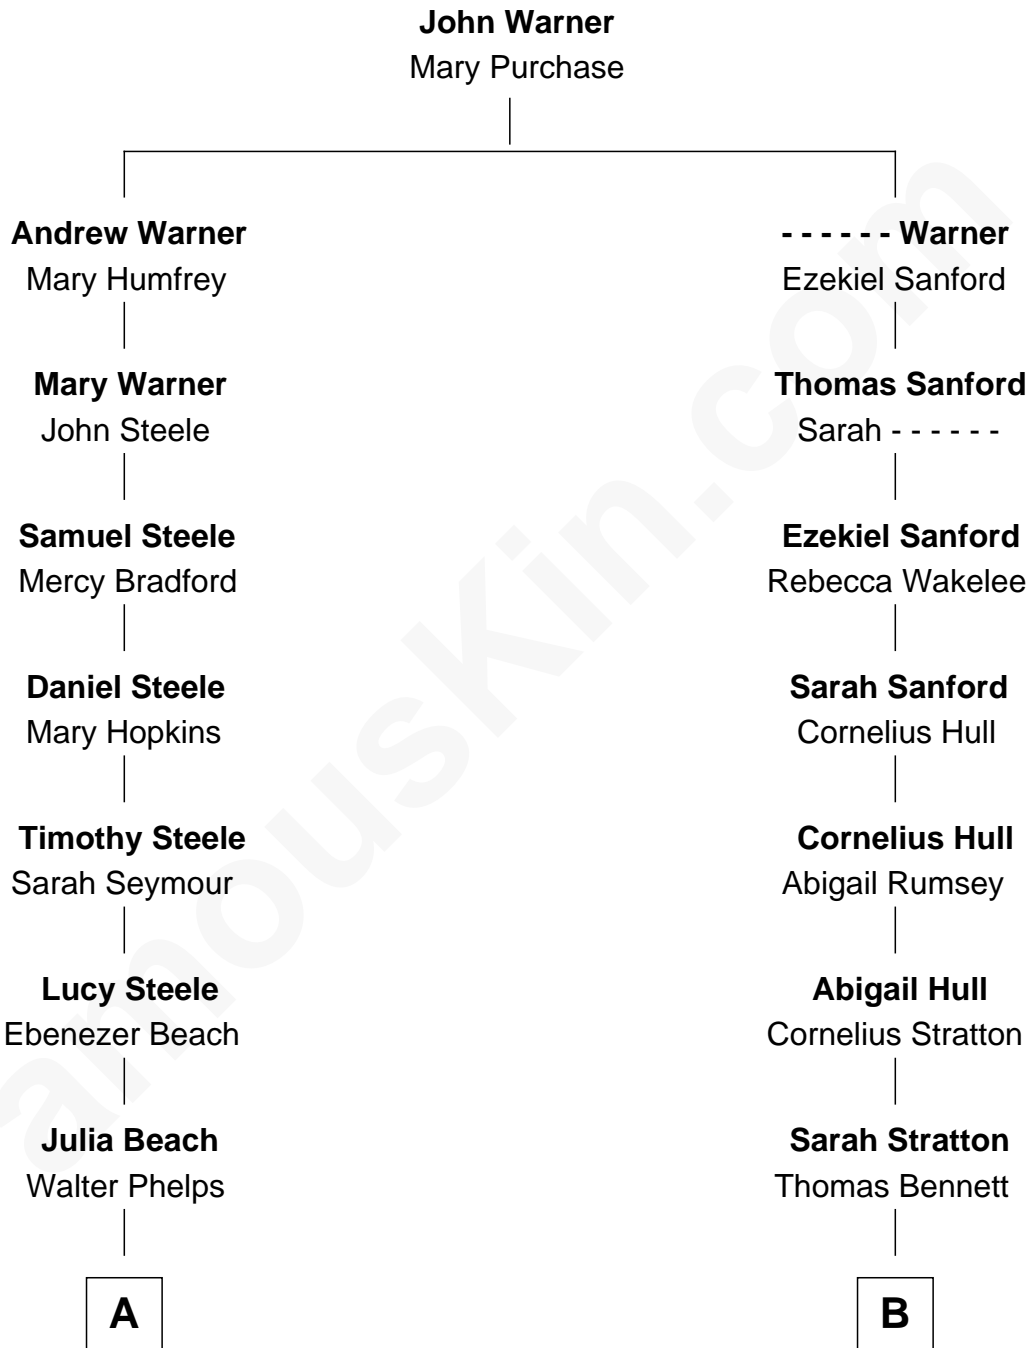 John Warner
Mary Purchase
Andrew Warner
Mary Humfrey
Mary Warner
John Steele
Samuel Steele
Mercy Bradford
Daniel Steele
Mary Hopkins
Timothy Steele
Sarah Seymour
Lucy Steele
Ebenezer Beach
Julia Beach
Walter Phelps
A
- - - - - - Warner
Ezekiel Sanford
Thomas Sanford
Sarah - - - - - -
Ezekiel Sanford
Rebecca Wakelee
Sarah Sanford
Cornelius Hull
Cornelius Hull
Abigail Rumsey
Abigail Hull
Cornelius Stratton
Sarah Stratton
Thomas Bennett
B
amousKin.com